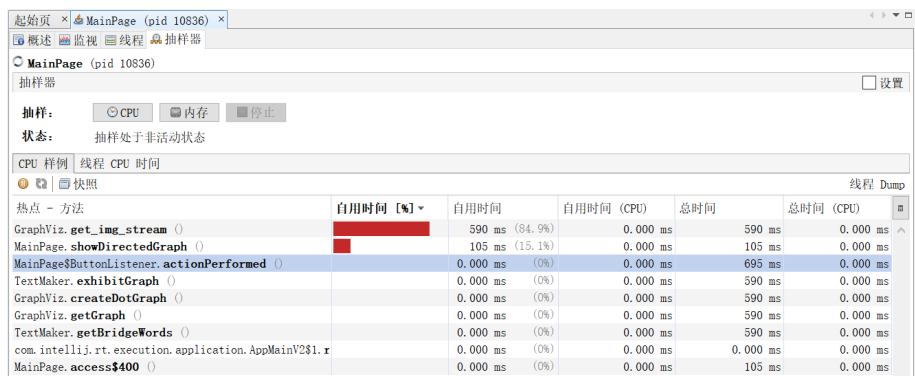 起始页 × MainPage (pid 10836) ×
概述 监视 线程 抽样器
MainPage (pid 10836)
抽样器 设置
抽样: CPU 内存 停止
状态: 抽样处于非活动状态
CPU 样例 线程 CPU 时间
快照 线程 Dump
热点 - 方法 自用时间 [%] 自用时间 自用时间 (CPU) 总时间 总时间 (CPU)
GraphViz.get_img_stream () 590 ms (84.9%) 0.000 ms 590 ms 0.000 ms
MainPage.showDirectedGraph () 105 ms (15.1%) 0.000 ms 105 ms 0.000 ms
MainPage$ButtonListener.actionPerformed () 0.000 ms (0%) 0.000 ms 695 ms 0.000 ms
TextMaker.exhibitGraph () 0.000 ms (0%) 0.000 ms 590 ms 0.000 ms
GraphViz.createDotGraph () 0.000 ms (0%) 0.000 ms 590 ms 0.000 ms
GraphViz.getGraph () 0.000 ms (0%) 0.000 ms 590 ms 0.000 ms
TextMaker.getBridgeWords () 0.000 ms (0%) 0.000 ms 590 ms 0.000 ms
com.intellij.rt.execution.application.AppMainV2$1.r 0.000 ms (0%) 0.000 ms 0.000 ms 0.000 ms
MainPage.access$400 () 0.000 ms (0%) 0.000 ms 105 ms 0.000 ms